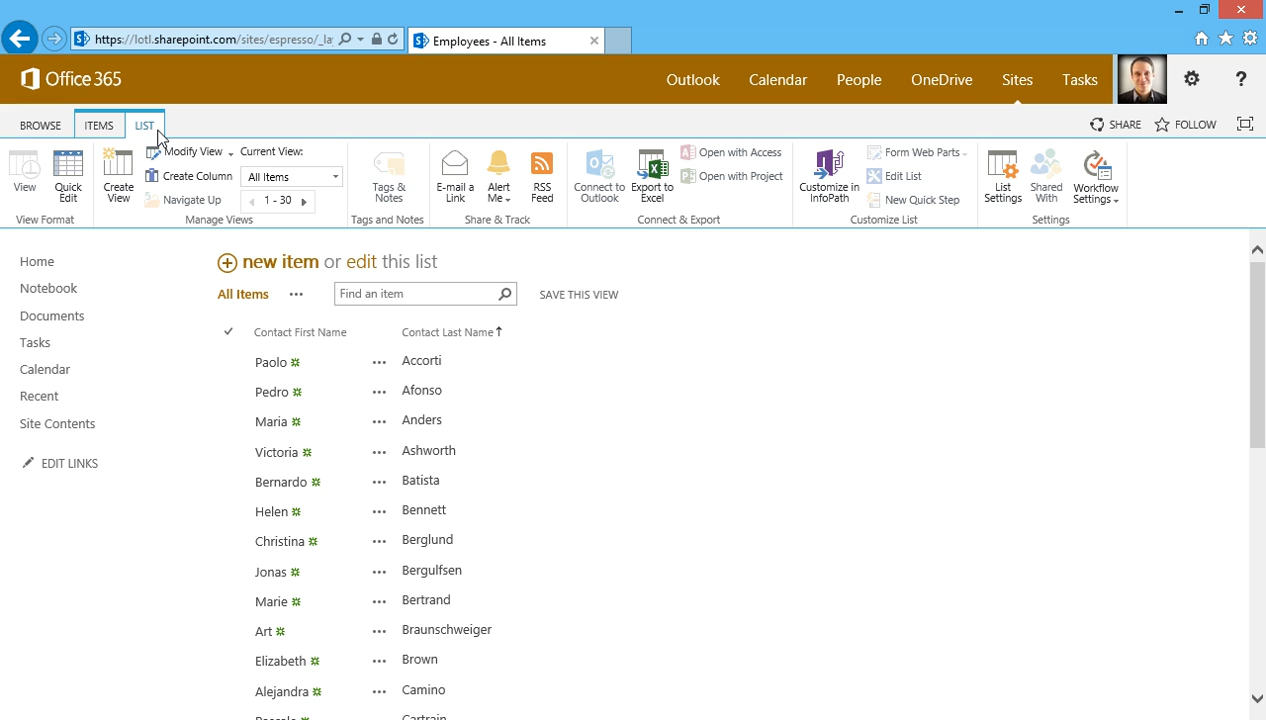 https://lotl.sharepoint.com/sites/espresso/_la
Employees - All Items
Office 365
Outlook Calendar People OneDrive Sites Tasks
BROWSE ITEMS LIST SHARE FOLLOW
View
Quick Edit
View Format
Create View
Modify View
Create Column
Navigate Up
Current View:
All Items
1 - 30
Manage Views
Tags & Notes
Tags and Notes
E-mail a Link
Alert Me
RSS Feed
Share & Track
Connect to Outlook
Export to Excel
Open with Access
Open with Project
Connect & Export
Customize in InfoPath
Form Web Parts
Edit List
New Quick Step
Customize List
List Settings
Shared With
Workflow Settings
Settings
Home
Notebook
Documents
Tasks
Calendar
Recent
Site Contents
EDIT LINKS
new item or edit this list
All Items ... Find an item SAVE THIS VIEW
Contact First Name Contact Last Name
Paolo ... Accorti
Pedro ... Afonso
Maria ... Anders
Victoria ... Ashworth
Bernardo ... Batista
Helen ... Bennett
Christina ... Berglund
Jonas ... Bergulfsen
Marie ... Bertrand
Art ... Braunschweiger
Elizabeth ... Brown
Alejandra ... Camino